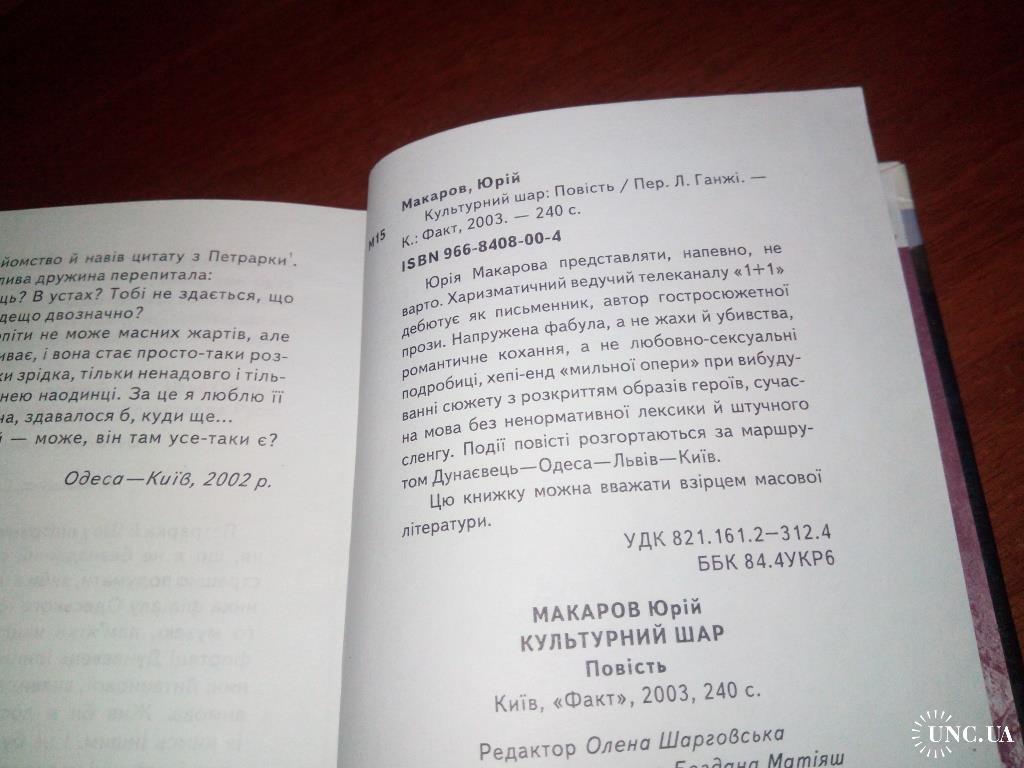 йомство й навів цитату з Петрарки¹.
лива дружина перепитала:
ць? В устах? Тобі не здається, що
дещо двозначно?
опіти не може масних жартів, але
иває, і вона стає просто-таки роз-
ки зрідка, тільки ненадовго і тіль-
нею наодинці. За це я люблю її
на, здавалося б, куди ще...
й — може, він там усе-таки є?
Одеса—Київ, 2002 р.
Макаров, Юрій
М15
Культурний шар: Повість / Пер. Л. Ганжі. —
К.: Факт, 2003. — 240 с.
ISBN 966-8408-00-4
Юрія Макарова представляти, напевно, не
варто. Харизматичний ведучий телеканалу «1+1»
дебютує як письменник, автор гостросюжетної
прози. Напружена фабула, а не жахи й убивства,
романтичне кохання, а не любовно-сексуальні
подробиці, хепі-енд «мильної опери» при вибуду-
ванні сюжету з розкриттям образів героїв, сучас-
на мова без ненормативної лексики й штучного
сленгу. Події повісті розгортаються за маршру-
том Дунаєвець—Одеса—Львів—Київ.
Цю книжку можна вважати взірцем масової
літератури.
УДК 821.161.2—312.4
ББК 84.4УКР6
МАКАРОВ Юрій
КУЛЬТУРНИЙ ШАР
Повість
Київ, «Факт», 2003, 240 с.
Редактор Олена Шарговська
Богдана Матіяш
UNC.UA